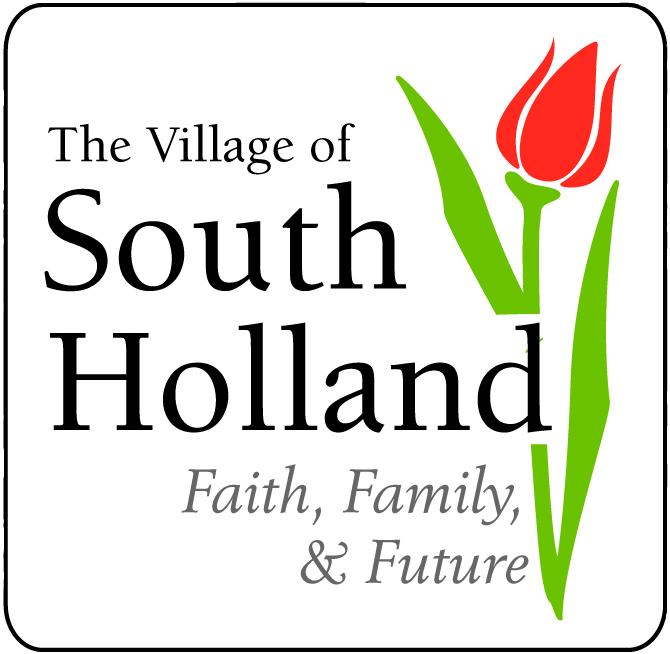 The Village of
South
Holland
Faith, Family,
& Future